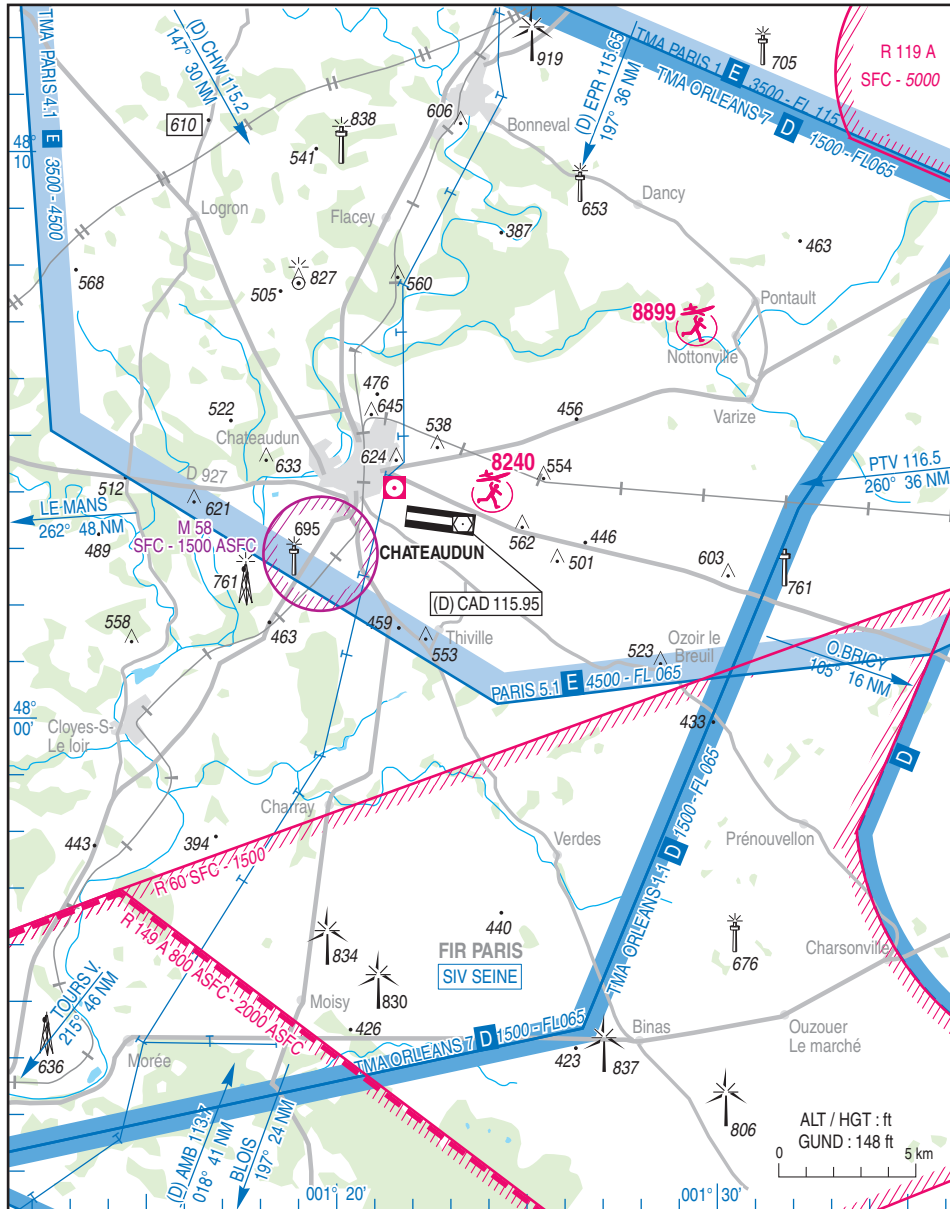 TMA PARIS 4.1 E 3500 - 4500
(D) CHW 115.2
147° 30 NM
919
(D) EPR 115.65
197° 36 NM
TMA PARIS 1 E 3500 - FL 115
TMA ORLEANS 7 D 1500 - FL065
705
R 119 A
SFC - 5000
610
838
606
Bonneval
48°
10'
541
653
Dancy
Logron
Flacey
387
463
568
505
827
560
Pontault
8899
Nottonville
476
645
522
538
456
Varize
Chateaudun
633
624
8240
554
D 927
512
621
PTV 116.5
260° 36 NM
LE MANS
262° 48 NM
M 58
SFC - 1500 ASFC
695
489
CHATEAUDUN
562
446
501
603
761
761
(D) CAD 115.95
558
463
459
553
Thiville
523
Ozoir le
Breuil
O.BRICY
105° 16 NM
PARIS 5.1 E 4500 - FL 065
48°
00'
Cloyes-S-
Le loir
433
D
Charray
443
394
Verdes
Prénouvellon
R 60 SFC - 1500
TMA ORLEANS 1.1 D 1500 - FL 065
R 149 A 800 ASFC - 2000 ASFC
440
834
FIR PARIS
SIV SEINE
830
676
Charsonville
TOURS V.
215° 46 NM
Moisy
426
636
Morée
TMA ORLEANS 7 D 1500 - FL065
423
837
Binas
Ouzouer
Le marché
806
(D) AMB 113.7
018° 41 NM
BLOIS
197° 24 NM
ALT / HGT : ft
GUND : 148 ft
0 5 km
001° 20'
001° 30'